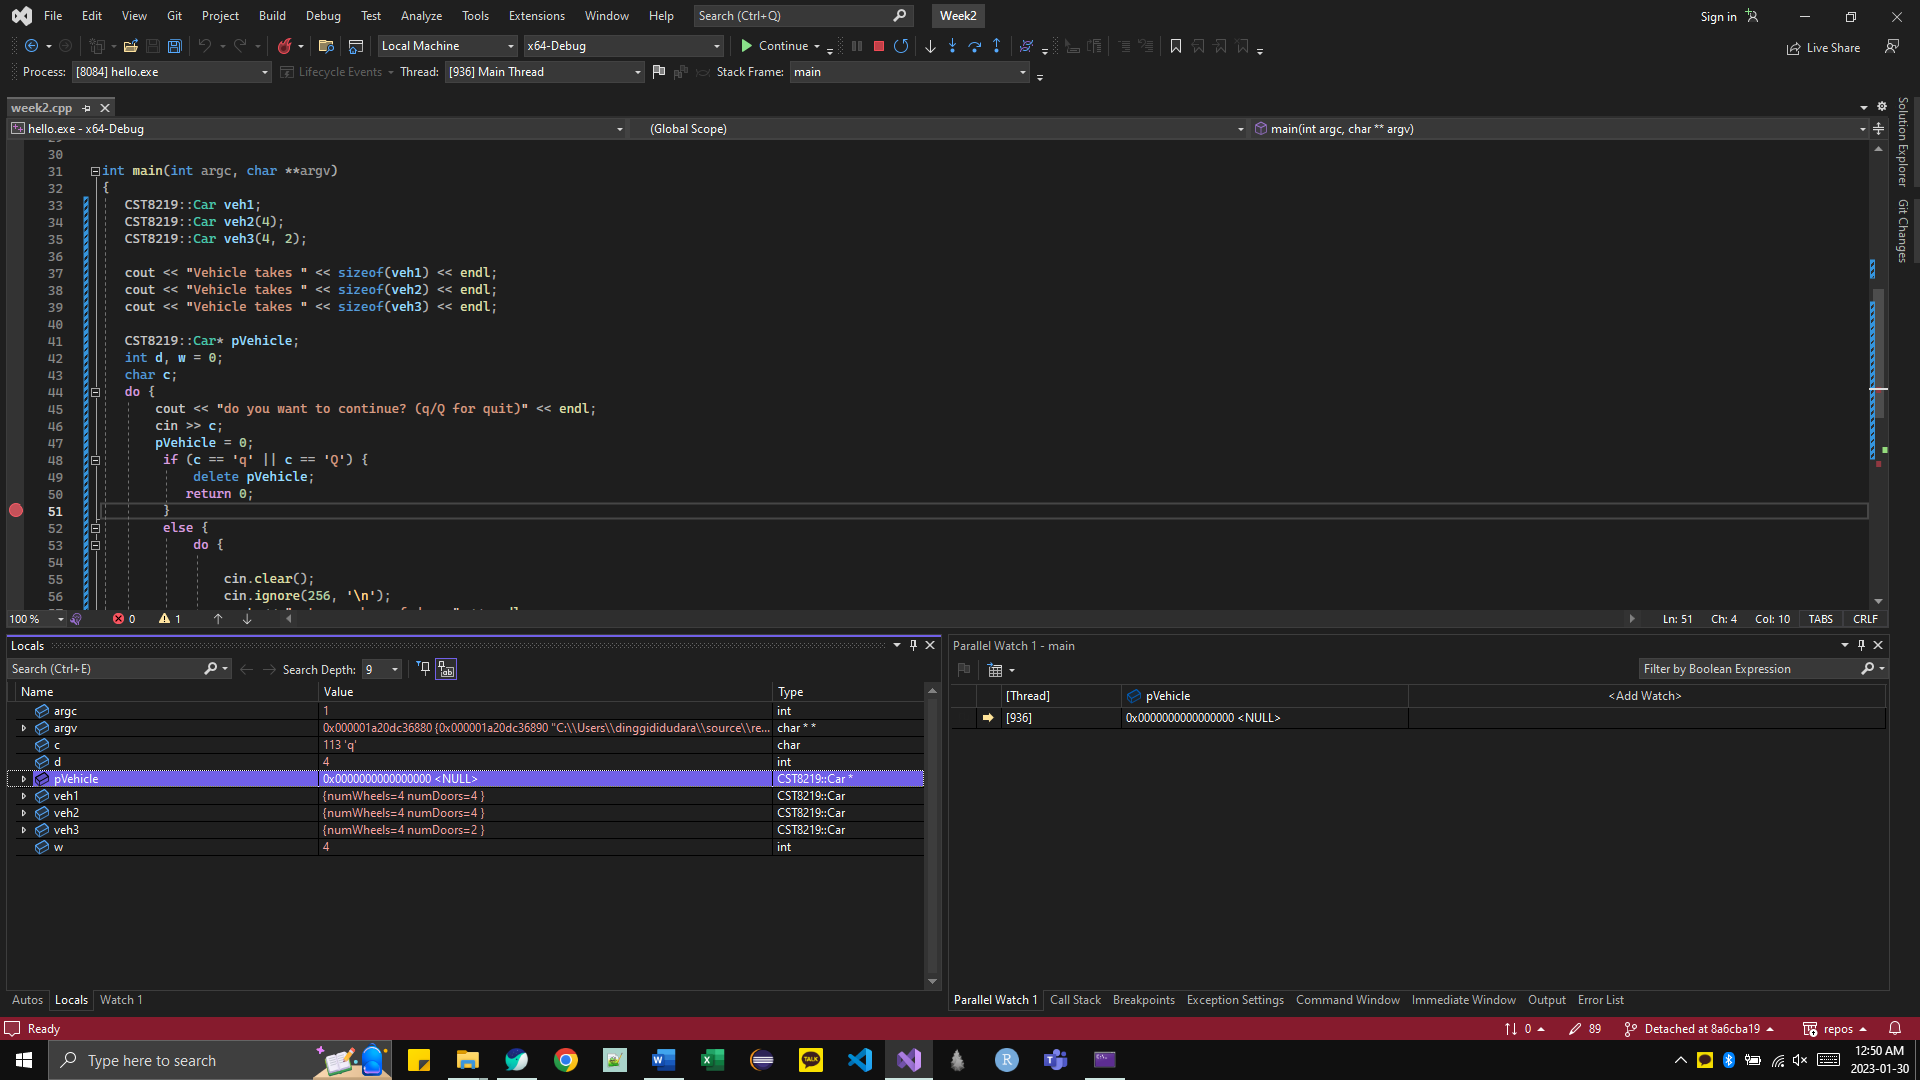 File Edit View Git Project Build Debug Test Analyze Tools Extensions Window Help Search (Ctrl+Q) Week2 Sign in
Local Machine x64-Debug Continue Live Share
Process: [8084] hello.exe Lifecycle Events Thread: [936] Main Thread Stack Frame: main
week2.cpp
hello.exe - x64-Debug (Global Scope) main(int argc, char ** argv)
30
31 int main(int argc, char **argv)
32 {
33 CST8219::Car veh1;
34 CST8219::Car veh2(4);
35 CST8219::Car veh3(4, 2);
36
37 cout << "Vehicle takes " << sizeof(veh1) << endl;
38 cout << "Vehicle takes " << sizeof(veh2) << endl;
39 cout << "Vehicle takes " << sizeof(veh3) << endl;
40
41 CST8219::Car* pVehicle;
42 int d, w = 0;
43 char c;
44 do {
45 cout << "do you want to continue? (q/Q for quit)" << endl;
46 cin >> c;
47 pVehicle = 0;
48 if (c == 'q' || c == 'Q') {
49 delete pVehicle;
50 return 0;
51 }
52 else {
53 do {
54
55 cin.clear();
56 cin.ignore(256, '\n');
100 % 0 1 Ln: 51 Ch: 4 Col: 10 TABS CRLF
Solution Explorer
Git Changes
Locals
Search (Ctrl+E) Search Depth: 9
Name Value Type
argc 1 int
argv 0x000001a20dc36880 {0x000001a20dc36890 "C:\\Users\\dinggididudara\\source\\re... char * *
c 113 'q' char
d 4 int
pVehicle 0x0000000000000000 <NULL> CST8219::Car *
veh1 {numWheels=4 numDoors=4 } CST8219::Car
veh2 {numWheels=4 numDoors=4 } CST8219::Car
veh3 {numWheels=4 numDoors=2 } CST8219::Car
w 4 int
Autos Locals Watch 1
Parallel Watch 1 - main
Filter by Boolean Expression
[Thread] pVehicle <Add Watch>
[936] 0x0000000000000000 <NULL>
Parallel Watch 1 Call Stack Breakpoints Exception Settings Command Window Immediate Window Output Error List
Ready 0 89 Detached at 8a6cba19 repos
Type here to search
TALK
12:50 AM
2023-01-30